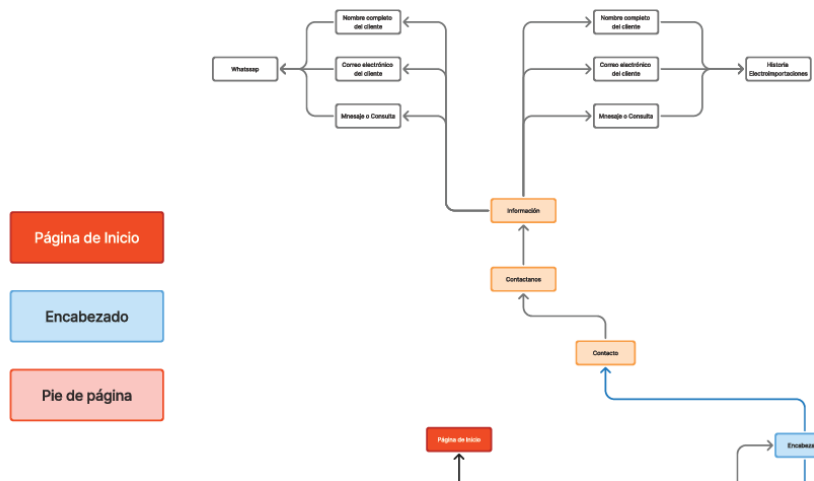 Nombre completo
del cliente
Nombre completo
del cliente
Whatssap
Correo electrónico
del cliente
Correo electrónico
del cliente
Historia
Electroimportaciones
Mnesaje o Consulta
Mnesaje o Consulta
Información
Página de Inicio
Contactanos
Encabezado
Contacto
Pie de página
Página de Inicio
Encabeza